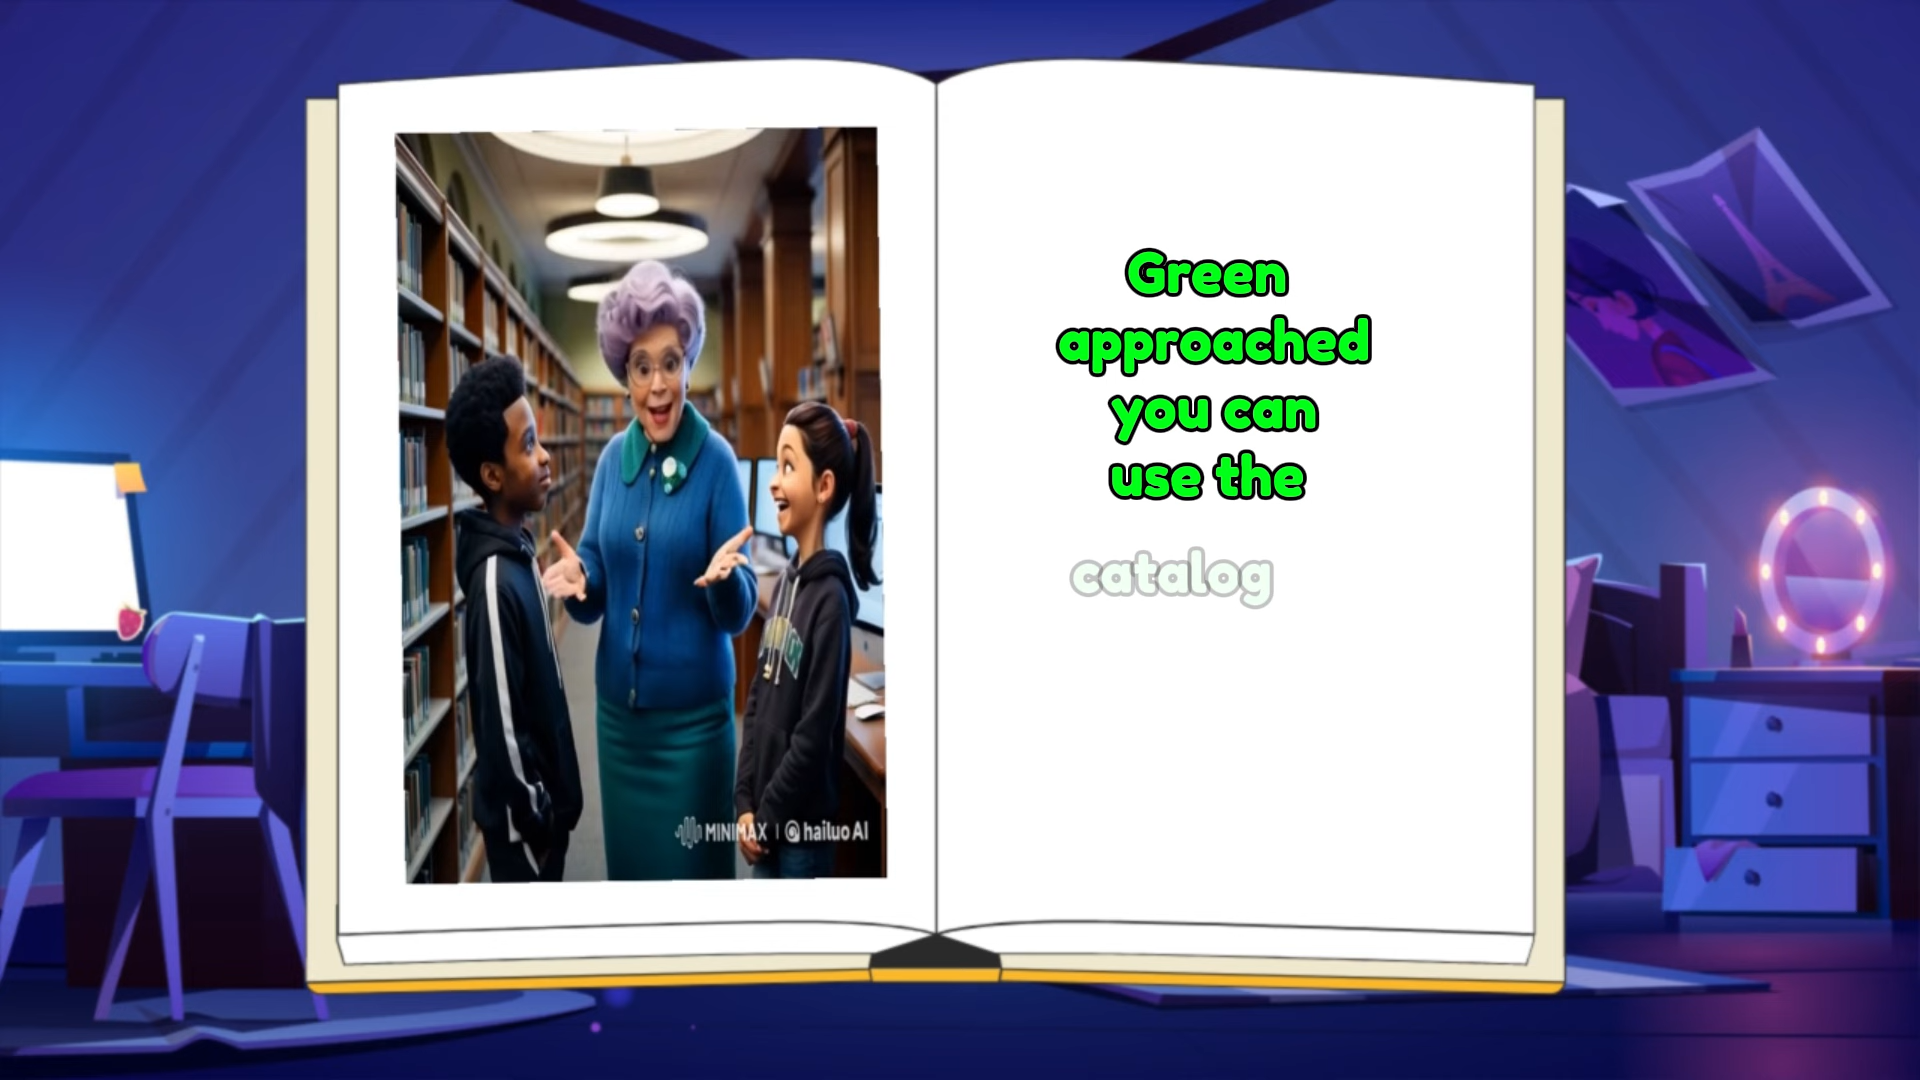 Green
approached
you can
use the
catalog
MINIMAX | hailuo AI